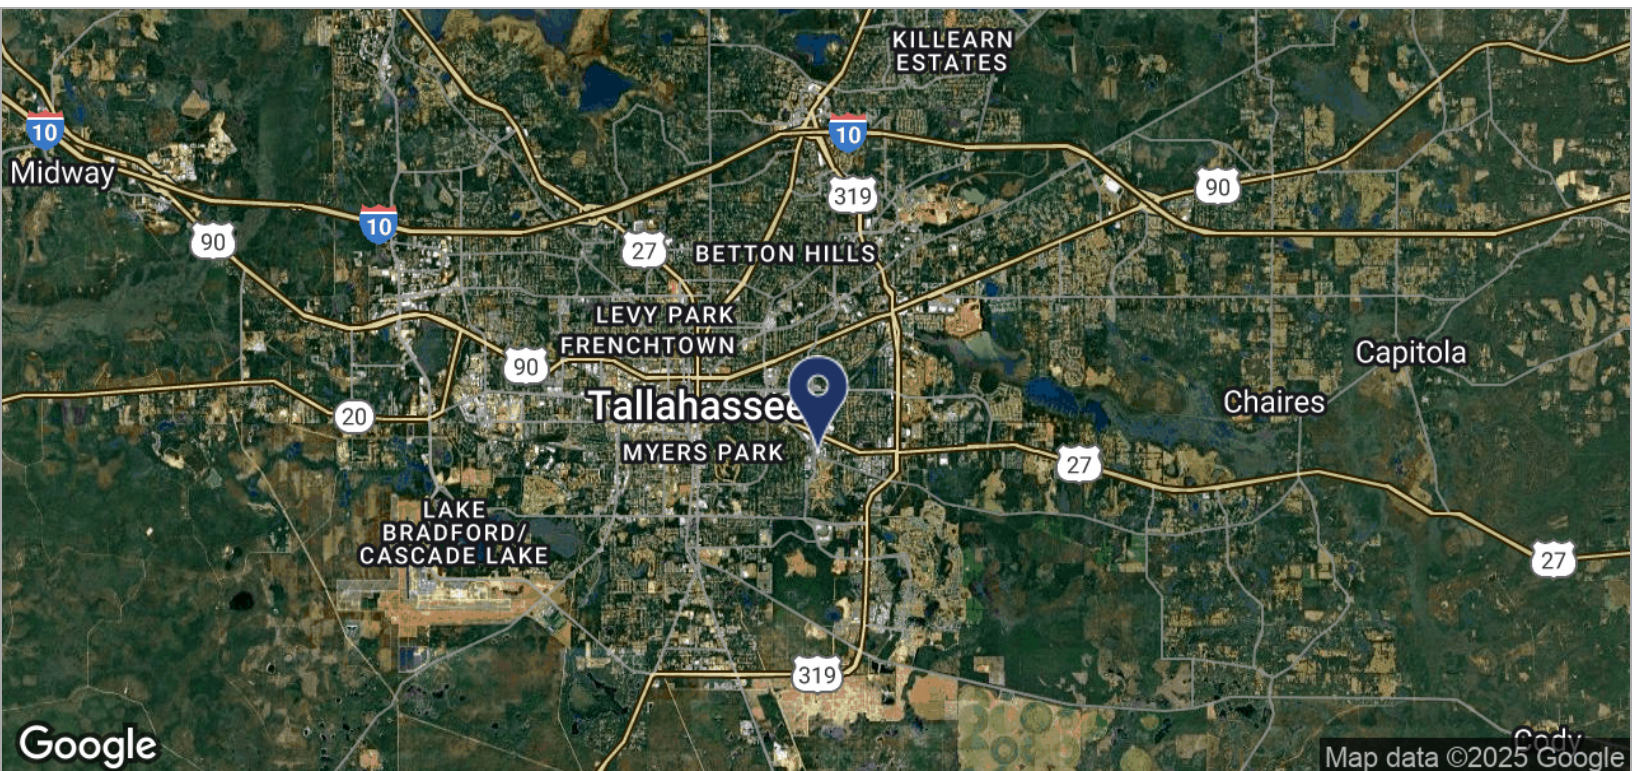 KILLEARN
ESTATES
10
10
Midway
319
90
10
90
27
BETTON HILLS
LEVY PARK
FRENCHTOWN
90
Capitola
Chaires
Tallahassee
20
MYERS PARK
27
LAKE
BRADFORD/
CASCADE LAKE
27
319
Google
Cody
Map data ©2025 Google